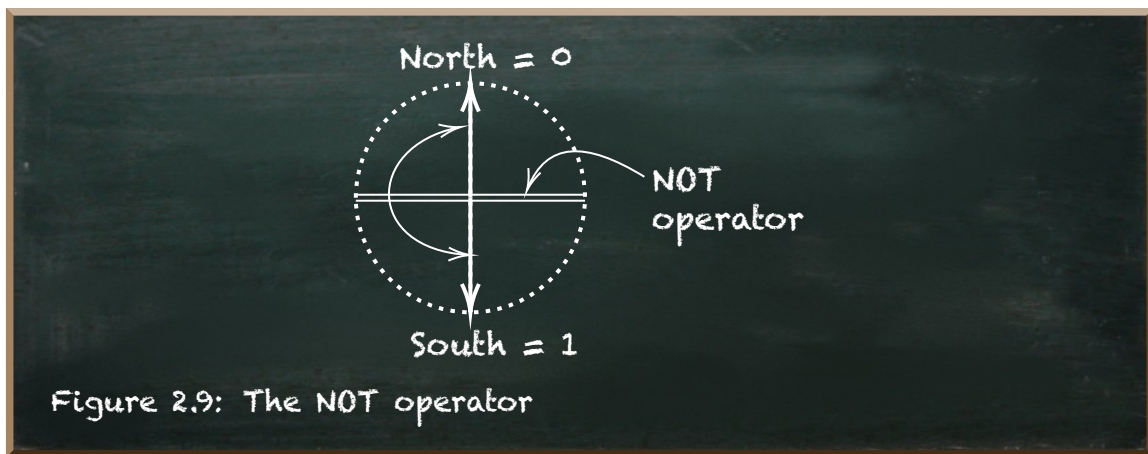 North = 0
NOT
operator
South = 1
Figure 2.9: The NOT operator